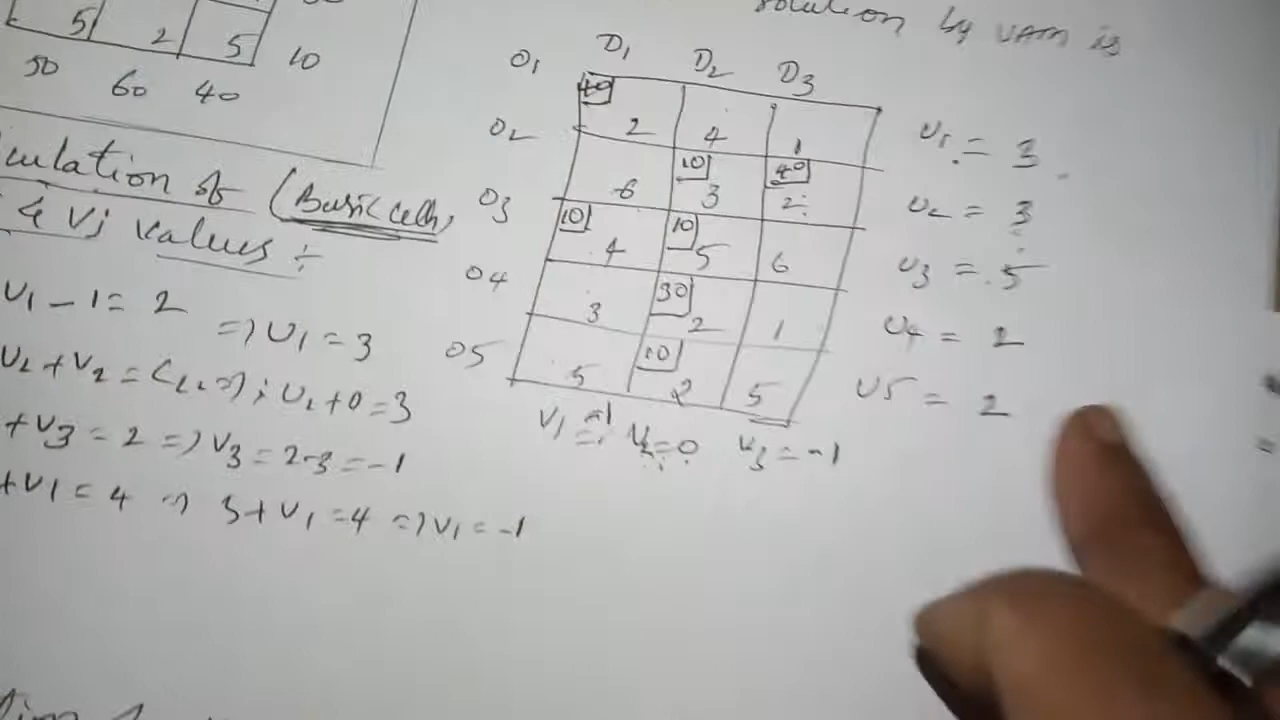 solution by VAM is
5 2 5 10
50 60 40
D1 D2 D3
O1 40 2 4 1 U1 = 3
O2 6 10 3 40 2 U2 = 3
O3 10 4 10 5 6 U3 = 5
O4 3 30 2 1 U4 = 2
O5 5 10 2 5 U5 = 2
V1 = -1 V2 = 0 V3 = -1
culation of (Basic cells)
& Vj values ÷
U1 - 1 = 2 => U1 = 3
U2 + V2 = C(2,2) ; U2 + 0 = 3
+ V3 = 2 => V3 = 2-3 = -1
+ V1 = 4 => 5 + V1 = 4 => V1 = -1